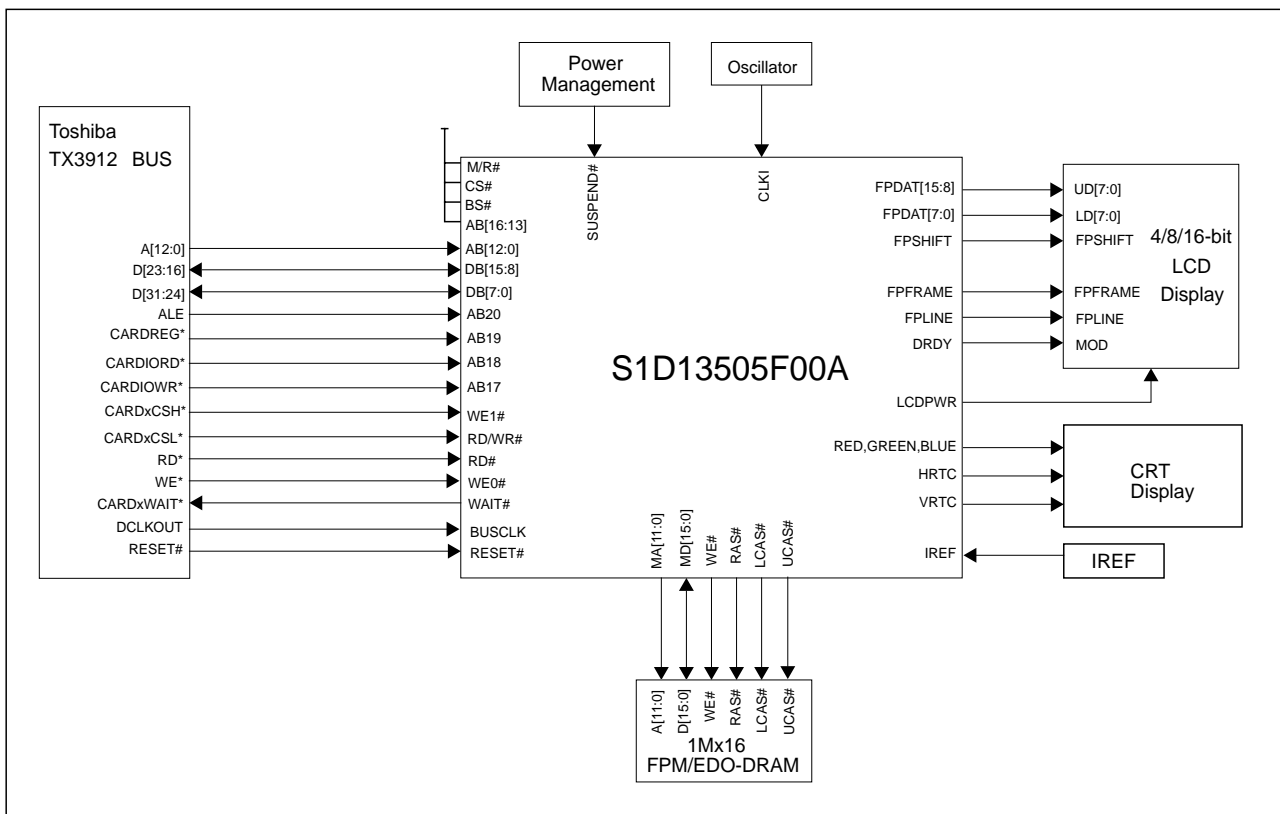 Power
Management
Oscillator
Toshiba
TX3912 BUS
M/R#
CS#
BS#
AB[16:13]
SUSPEND#
CLKI
A[12:0]
D[23:16]
D[31:24]
ALE
CARDREG*
CARDIORD*
CARDIOWR*
CARDxCSH*
CARDxCSL*
RD*
WE*
CARDxWAIT*
DCLKOUT
RESET#
AB[12:0]
DB[15:8]
DB[7:0]
AB20
AB19
AB18
AB17
WE1#
RD/WR#
RD#
WE0#
WAIT#
BUSCLK
RESET#
S1D13505F00A
FPDAT[15:8]
FPDAT[7:0]
FPSHIFT
FPFRAME
FPLINE
DRDY
LCDPWR
RED,GREEN,BLUE
HRTC
VRTC
IREF
UD[7:0]
LD[7:0]
FPSHIFT
FPFRAME
FPLINE
MOD
4/8/16-bit
LCD
Display
CRT
Display
IREF
MA[11:0]
MD[15:0]
WE#
RAS#
LCAS#
UCAS#
A[11:0]
D[15:0]
WE#
RAS#
LCAS#
UCAS#
1Mx16
FPM/EDO-DRAM